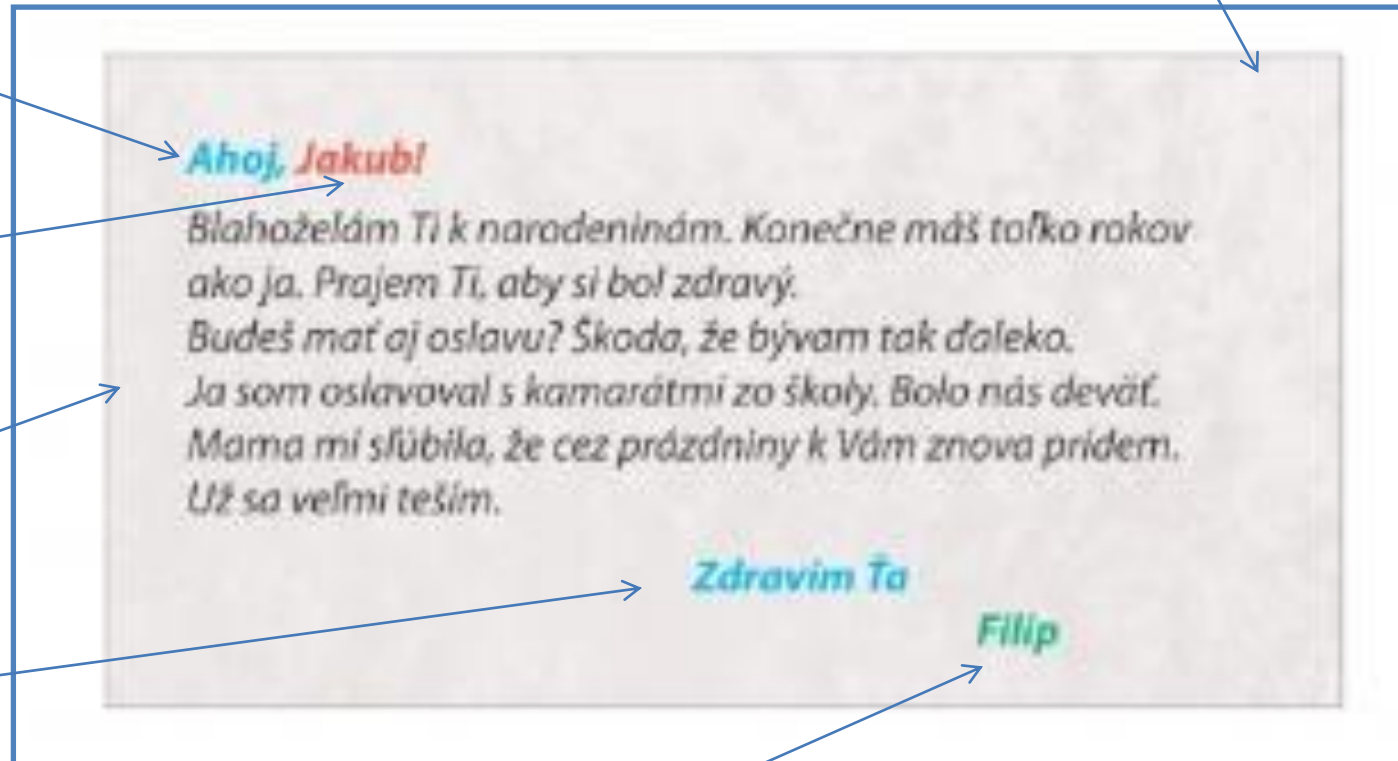 Ahoj, Jakub!
Blahoželám Ti k narodeninám. Konečne máš toľko rokov
ako ja. Prajem Ti, aby si bol zdravý.
Budeš mať aj oslavu? Škoda, že bývam tak ďaleko.
Ja som oslavoval s kamarátmi zo školy. Bolo nás deväť.
Mama mi sľúbila, že cez prázdniny k Vám znova prídem.
Už sa veľmi teším.
Zdravím Ťa
Filip